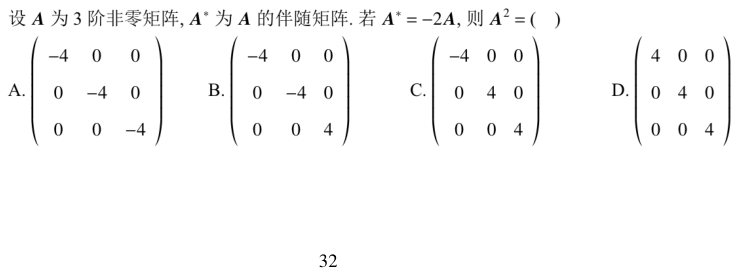 设 A 为 3 阶非零矩阵, A* 为 A 的伴随矩阵. 若 A* = −2A, 则 A² = (    )
A. ( −4 0 0    B. ( −4 0 0    C. ( −4 0 0    D. ( 4 0 0
0 −4 0    0 −4 0    0 4 0    0 4 0
0 0 −4 )    0 0 4 )    0 0 4 )    0 0 4 )
32